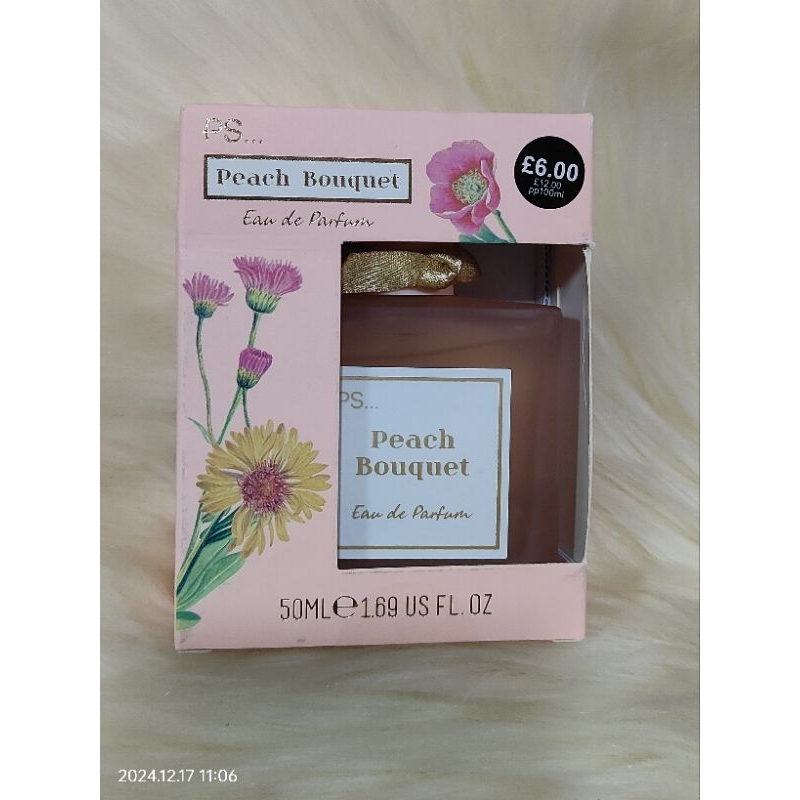 PS...
Peach Bouquet
Eau de Parfum
£6.00
£12.00
pp100ml
PS...
Peach
Bouquet
Eau de Parfum
50ML℮1.69 US FL. OZ
2024.12.17 11:06